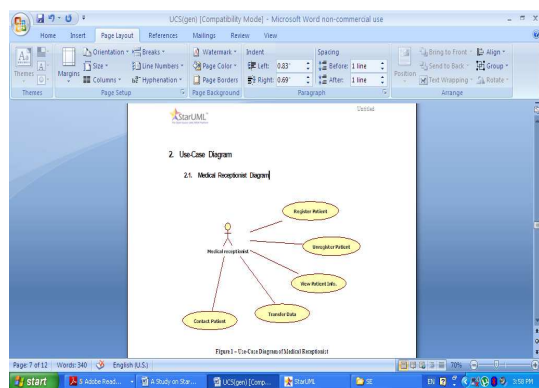 UCS(gen) [Compatibility Mode] - Microsoft Word non-commercial use
Home Insert Page Layout References Mailings Review View
Themes
Margins
Orientation
Size
Columns
Breaks
Line Numbers
Hyphenation
Watermark
Page Color
Page Borders
Indent
Left: 0.83"
Right: 0.69"
Spacing
Before: 1 line
After: 1 line
Position
Bring to Front
Send to Back
Text Wrapping
Align
Group
Rotate
Themes Page Setup Page Background Paragraph Arrange
StarUML
Untitled
2. Use-Case Diagram
2.1. Medical Receptionist Diagram
Register Patient
Unregister Patient
Medical receptionist
View Patient Info.
Transfer Data
Contact Patient
Figure 1 - Use-Case Diagram of Medical Receptionist
Page: 7 of 12 Words: 340 English (U.S.) 70%
start 5 Adobe Read... A Study on Star... UCS(gen) [Comp... StarUML SE EN 3:58 PM